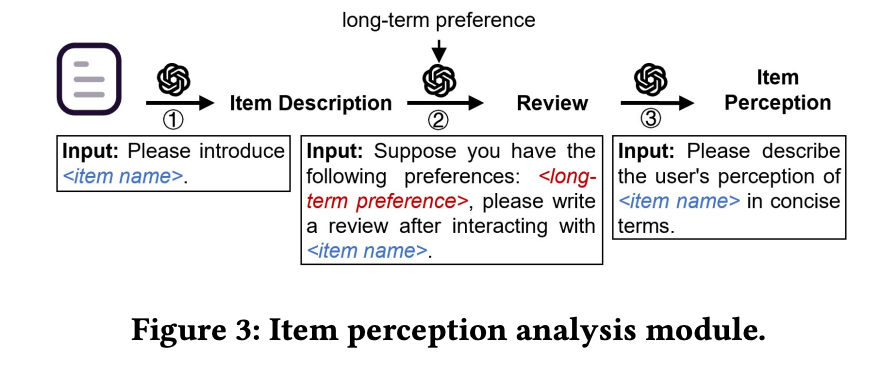 long-term preference
Item Description
Review
Item
Perception
①
②
③
Input: Please introduce
<item name>.
Input: Suppose you have the
following preferences: <long-
term preference>, please write
a review after interacting with
<item name>.
Input: Please describe
the user's perception of
<item name> in concise
terms.
Figure 3: Item perception analysis module.